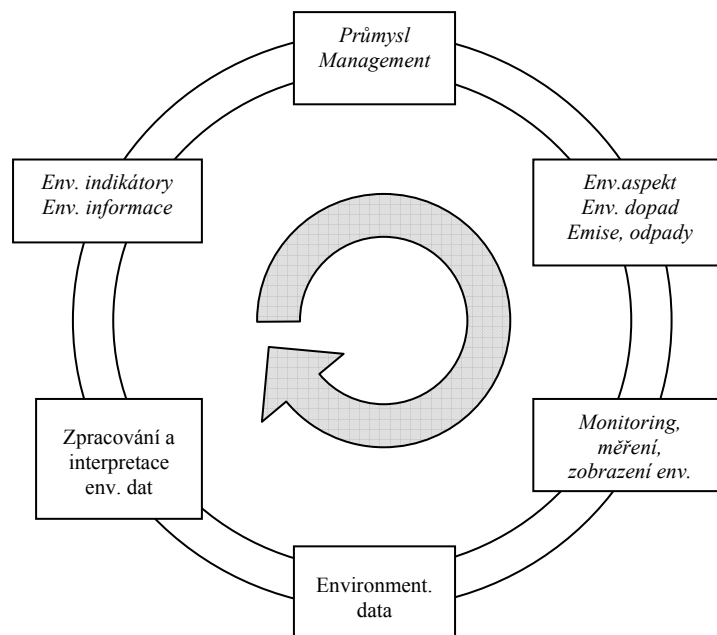 Průmysl
Management
Env.aspekt
Env. dopad
Emise, odpady
Monitoring,
měření,
zobrazení env.
Environment.
data
Zpracování a
interpretace
env. dat
Env. indikátory
Env. informace